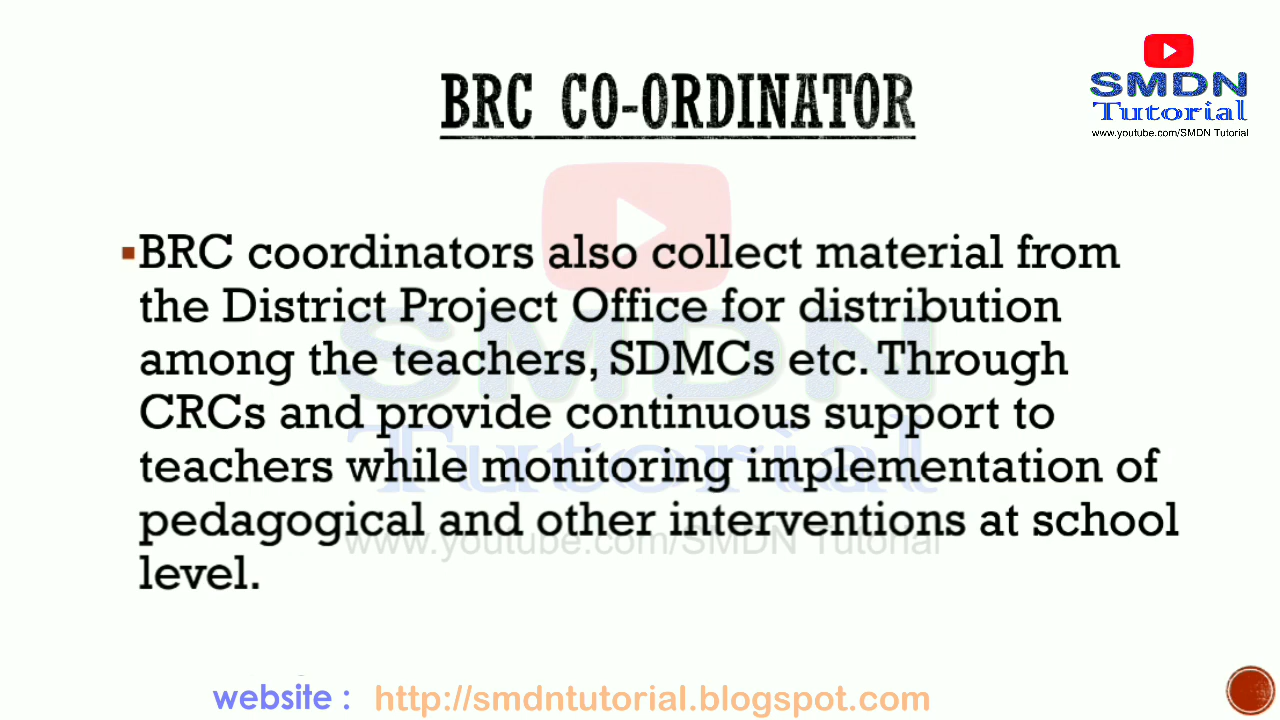 BRC CO-ORDINATOR
SMDN
Tutorial
www.youtube.com/SMDN Tutorial
▪BRC coordinators also collect material from
the District Project Office for distribution
among the teachers, SDMCs etc. Through
CRCs and provide continuous support to
teachers while monitoring implementation of
pedagogical and other interventions at school
level.
SMDN
Tutorial
www.youtube.com/SMDN Tutorial
website : http://smdntutorial.blogspot.com